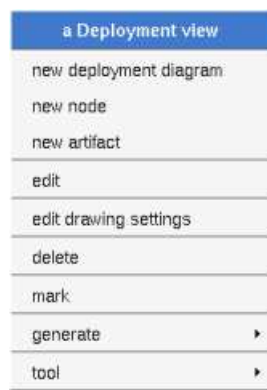 a Deployment view
new deployment diagram
new node
new artifact
edit
edit drawing settings
delete
mark
generate
tool